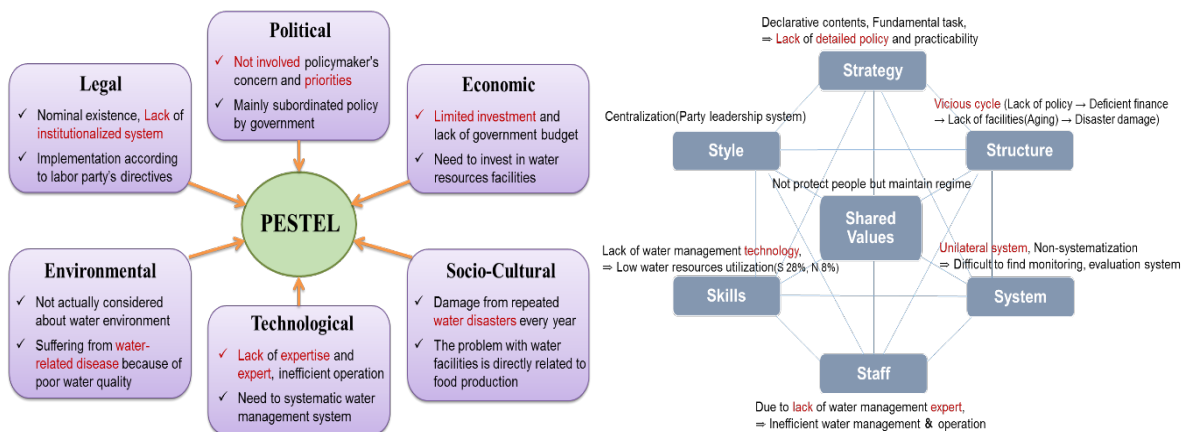 Political
✓ Not involved policymaker's
concern and priorities
✓ Mainly subordinated policy
by government
Legal
✓ Nominal existence, Lack of
institutionalized system
✓ Implementation according
to labor party's directives
Economic
✓ Limited investment and
lack of government budget
✓ Need to invest in water
resources facilities
PESTEL
Environmental
✓ Not actually considered
about water environment
✓ Suffering from water-
related disease because of
poor water quality
Technological
✓ Lack of expertise and
expert, inefficient operation
✓ Need to systematic water
management system
Socio-Cultural
✓ Damage from repeated
water disasters every year
✓ The problem with water
facilities is directly related to
food production
Declarative contents, Fundamental task,
⇒ Lack of detailed policy and practicability
Strategy
Centralization(Party leadership system)
Style
Vicious cycle (Lack of policy → Deficient finance
→ Lack of facilities(Aging) → Disaster damage)
Structure
Not protect people but maintain regime
Shared
Values
Lack of water management technology,
⇒ Low water resources utilization(S 28%, N 8%)
Skills
Unilateral system, Non-systematization
⇒ Difficult to find monitoring, evaluation system
System
Staff
Due to lack of water management expert,
⇒ Inefficient water management & operation